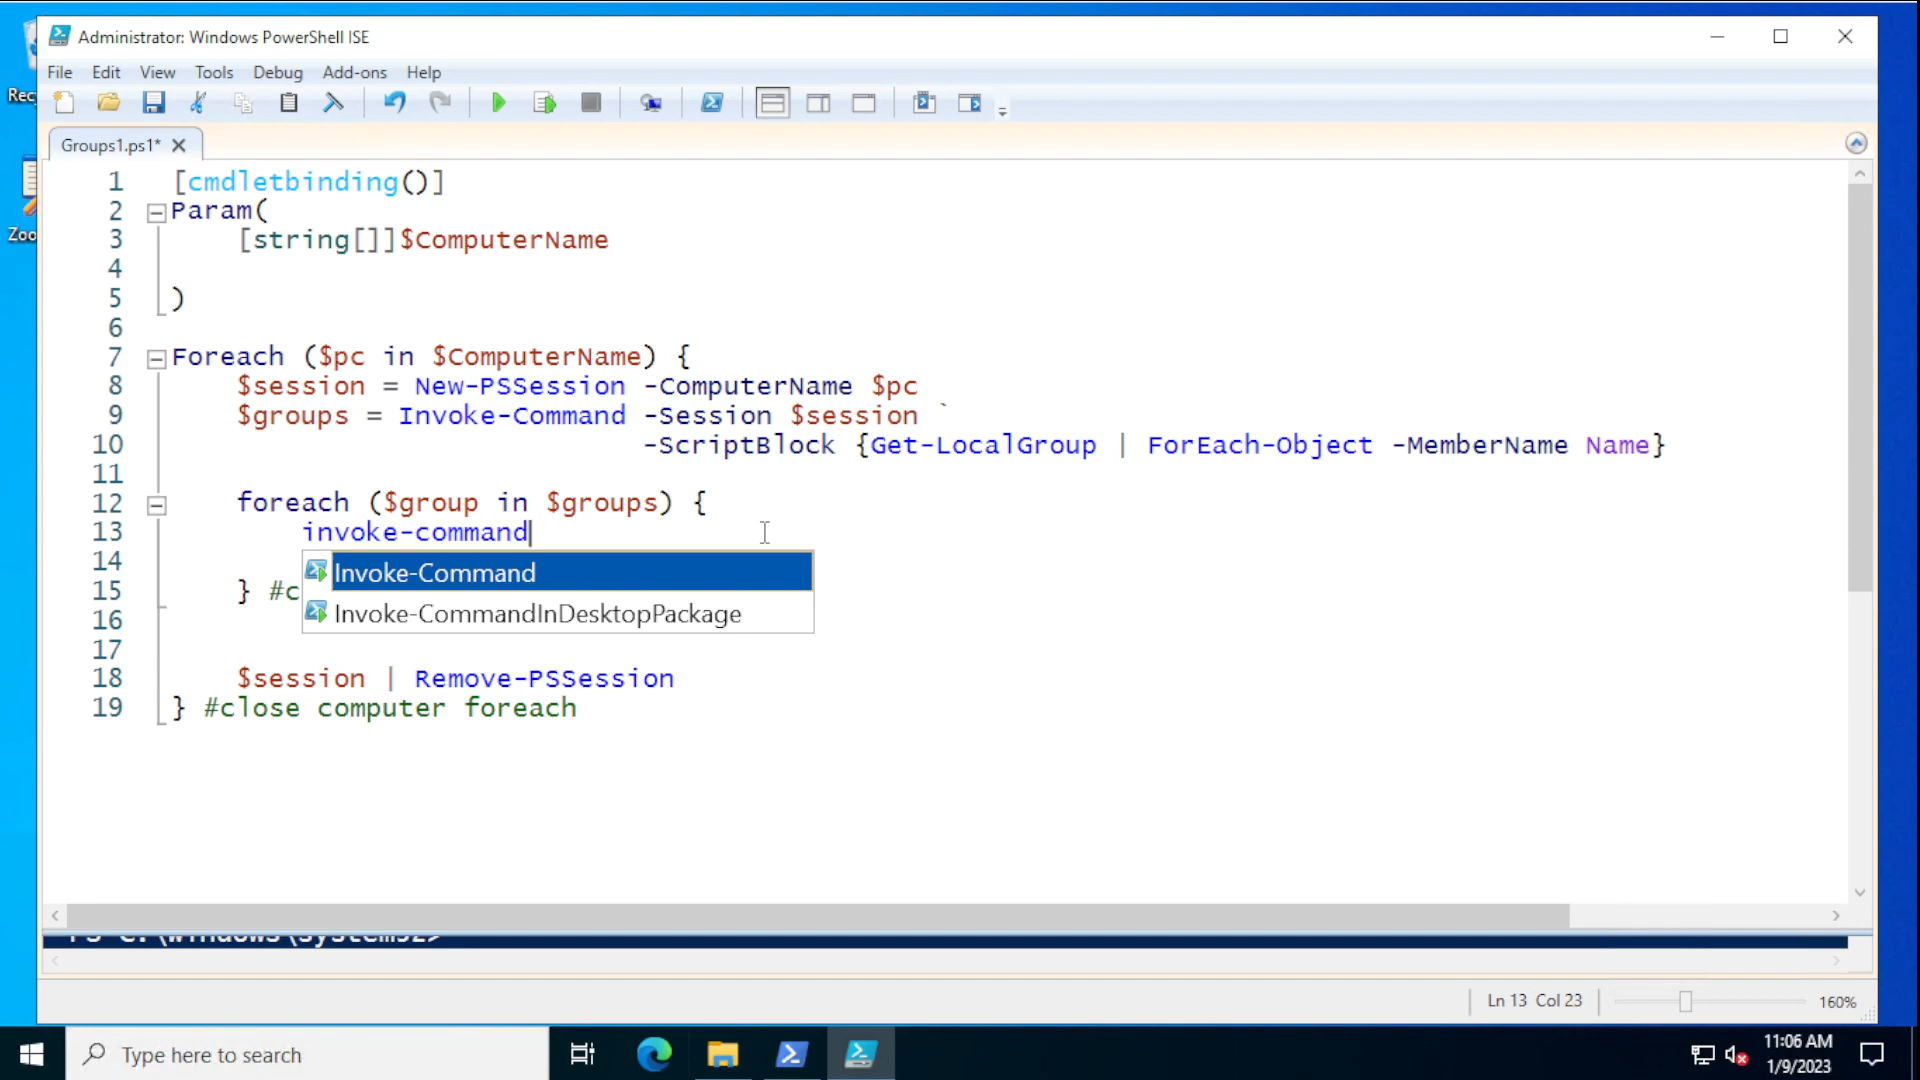 Administrator: Windows PowerShell ISE
File Edit View Tools Debug Add-ons Help
Groups1.ps1*
1 [cmdletbinding()]
2 Param(
3 [string[]]$ComputerName
4
5 )
6
7 Foreach ($pc in $ComputerName) {
8 $session = New-PSSession -ComputerName $pc
9 $groups = Invoke-Command -Session $session `
10 -ScriptBlock {Get-LocalGroup | ForEach-Object -MemberName Name}
11
12 foreach ($group in $groups) {
13 invoke-command
14 Invoke-Command
15 } #c
Invoke-CommandInDesktopPackage
16
17
18 $session | Remove-PSSession
19 } #close computer foreach
PS C:\Windows\system32>
Ln 13 Col 23 160%
Type here to search
11:06 AM
1/9/2023